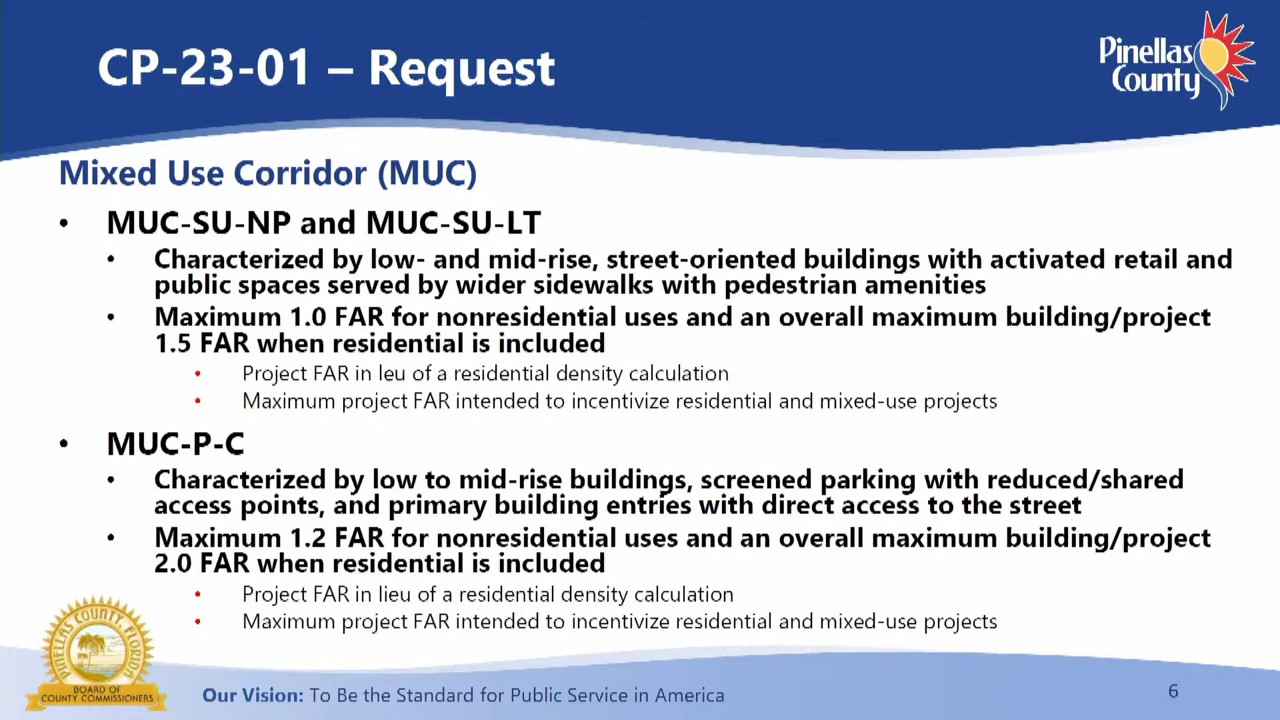 CP-23-01 – Request
Pinellas
County
Mixed Use Corridor (MUC)
• MUC-SU-NP and MUC-SU-LT
• Characterized by low- and mid-rise, street-oriented buildings with activated retail and
public spaces served by wider sidewalks with pedestrian amenities
• Maximum 1.0 FAR for nonresidential uses and an overall maximum building/project
1.5 FAR when residential is included
• Project FAR in leu of a residential density calculation
• Maximum project FAR intended to incentivize residential and mixed-use projects
• MUC-P-C
• Characterized by low to mid-rise buildings, screened parking with reduced/shared
access points, and primary building entries with direct access to the street
• Maximum 1.2 FAR for nonresidential uses and an overall maximum building/project
2.0 FAR when residential is included
• Project FAR in lieu of a residential density calculation
• Maximum project FAR intended to incentivize residential and mixed-use projects
PINELLAS COUNTY, FLORIDA
BOARD OF
COUNTY COMMISSIONERS
Our Vision: To Be the Standard for Public Service in America
6